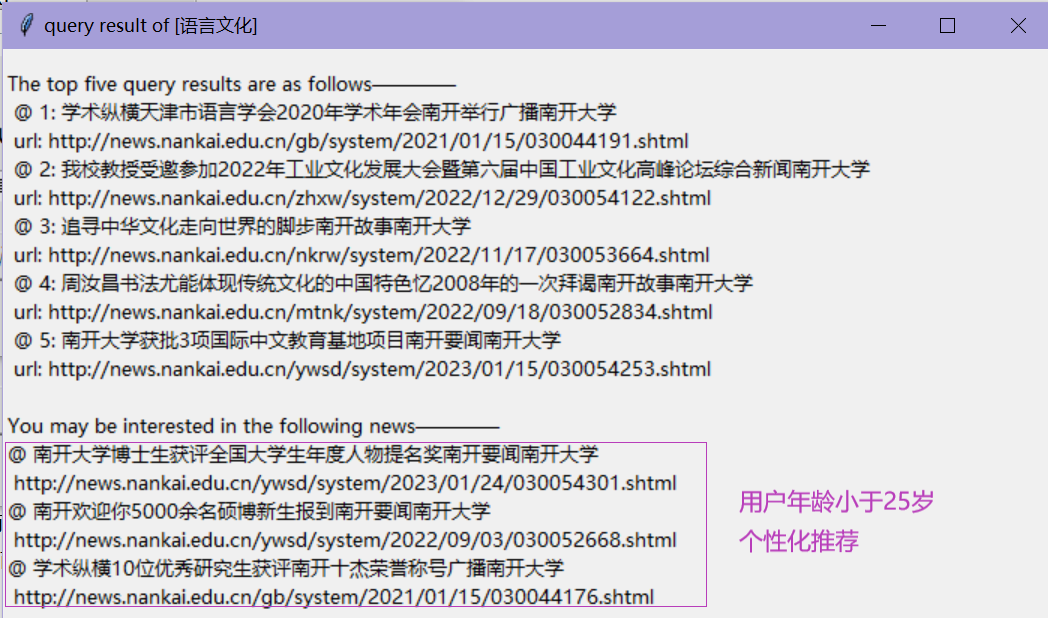 query result of [语言文化]
The top five query results are as follows————
@ 1: 学术纵横天津市语言学会2020年学术年会南开举行广播南开大学
url: http://news.nankai.edu.cn/gb/system/2021/01/15/030044191.shtml
@ 2: 我校教授受邀参加2022年工业文化发展大会暨第六届中国工业文化高峰论坛综合新闻南开大学
url: http://news.nankai.edu.cn/zhxw/system/2022/12/29/030054122.shtml
@ 3: 追寻中华文化走向世界的脚步南开故事南开大学
url: http://news.nankai.edu.cn/nkrw/system/2022/11/17/030053664.shtml
@ 4: 周汝昌书法尤能体现传统文化的中国特色忆2008年的一次拜谒南开故事南开大学
url: http://news.nankai.edu.cn/mtnk/system/2022/09/18/030052834.shtml
@ 5: 南开大学获批3项国际中文教育基地项目南开要闻南开大学
url: http://news.nankai.edu.cn/ywsd/system/2023/01/15/030054253.shtml
You may be interested in the following news————
@ 南开大学博士生获评全国大学生年度人物提名奖南开要闻南开大学
http://news.nankai.edu.cn/ywsd/system/2023/01/24/030054301.shtml
@ 南开欢迎你5000余名硕博新生报到南开要闻南开大学
http://news.nankai.edu.cn/ywsd/system/2022/09/03/030052668.shtml
@ 学术纵横10位优秀研究生获评南开十杰荣誉称号广播南开大学
http://news.nankai.edu.cn/gb/system/2021/01/15/030044176.shtml
用户年龄小于25岁
个性化推荐